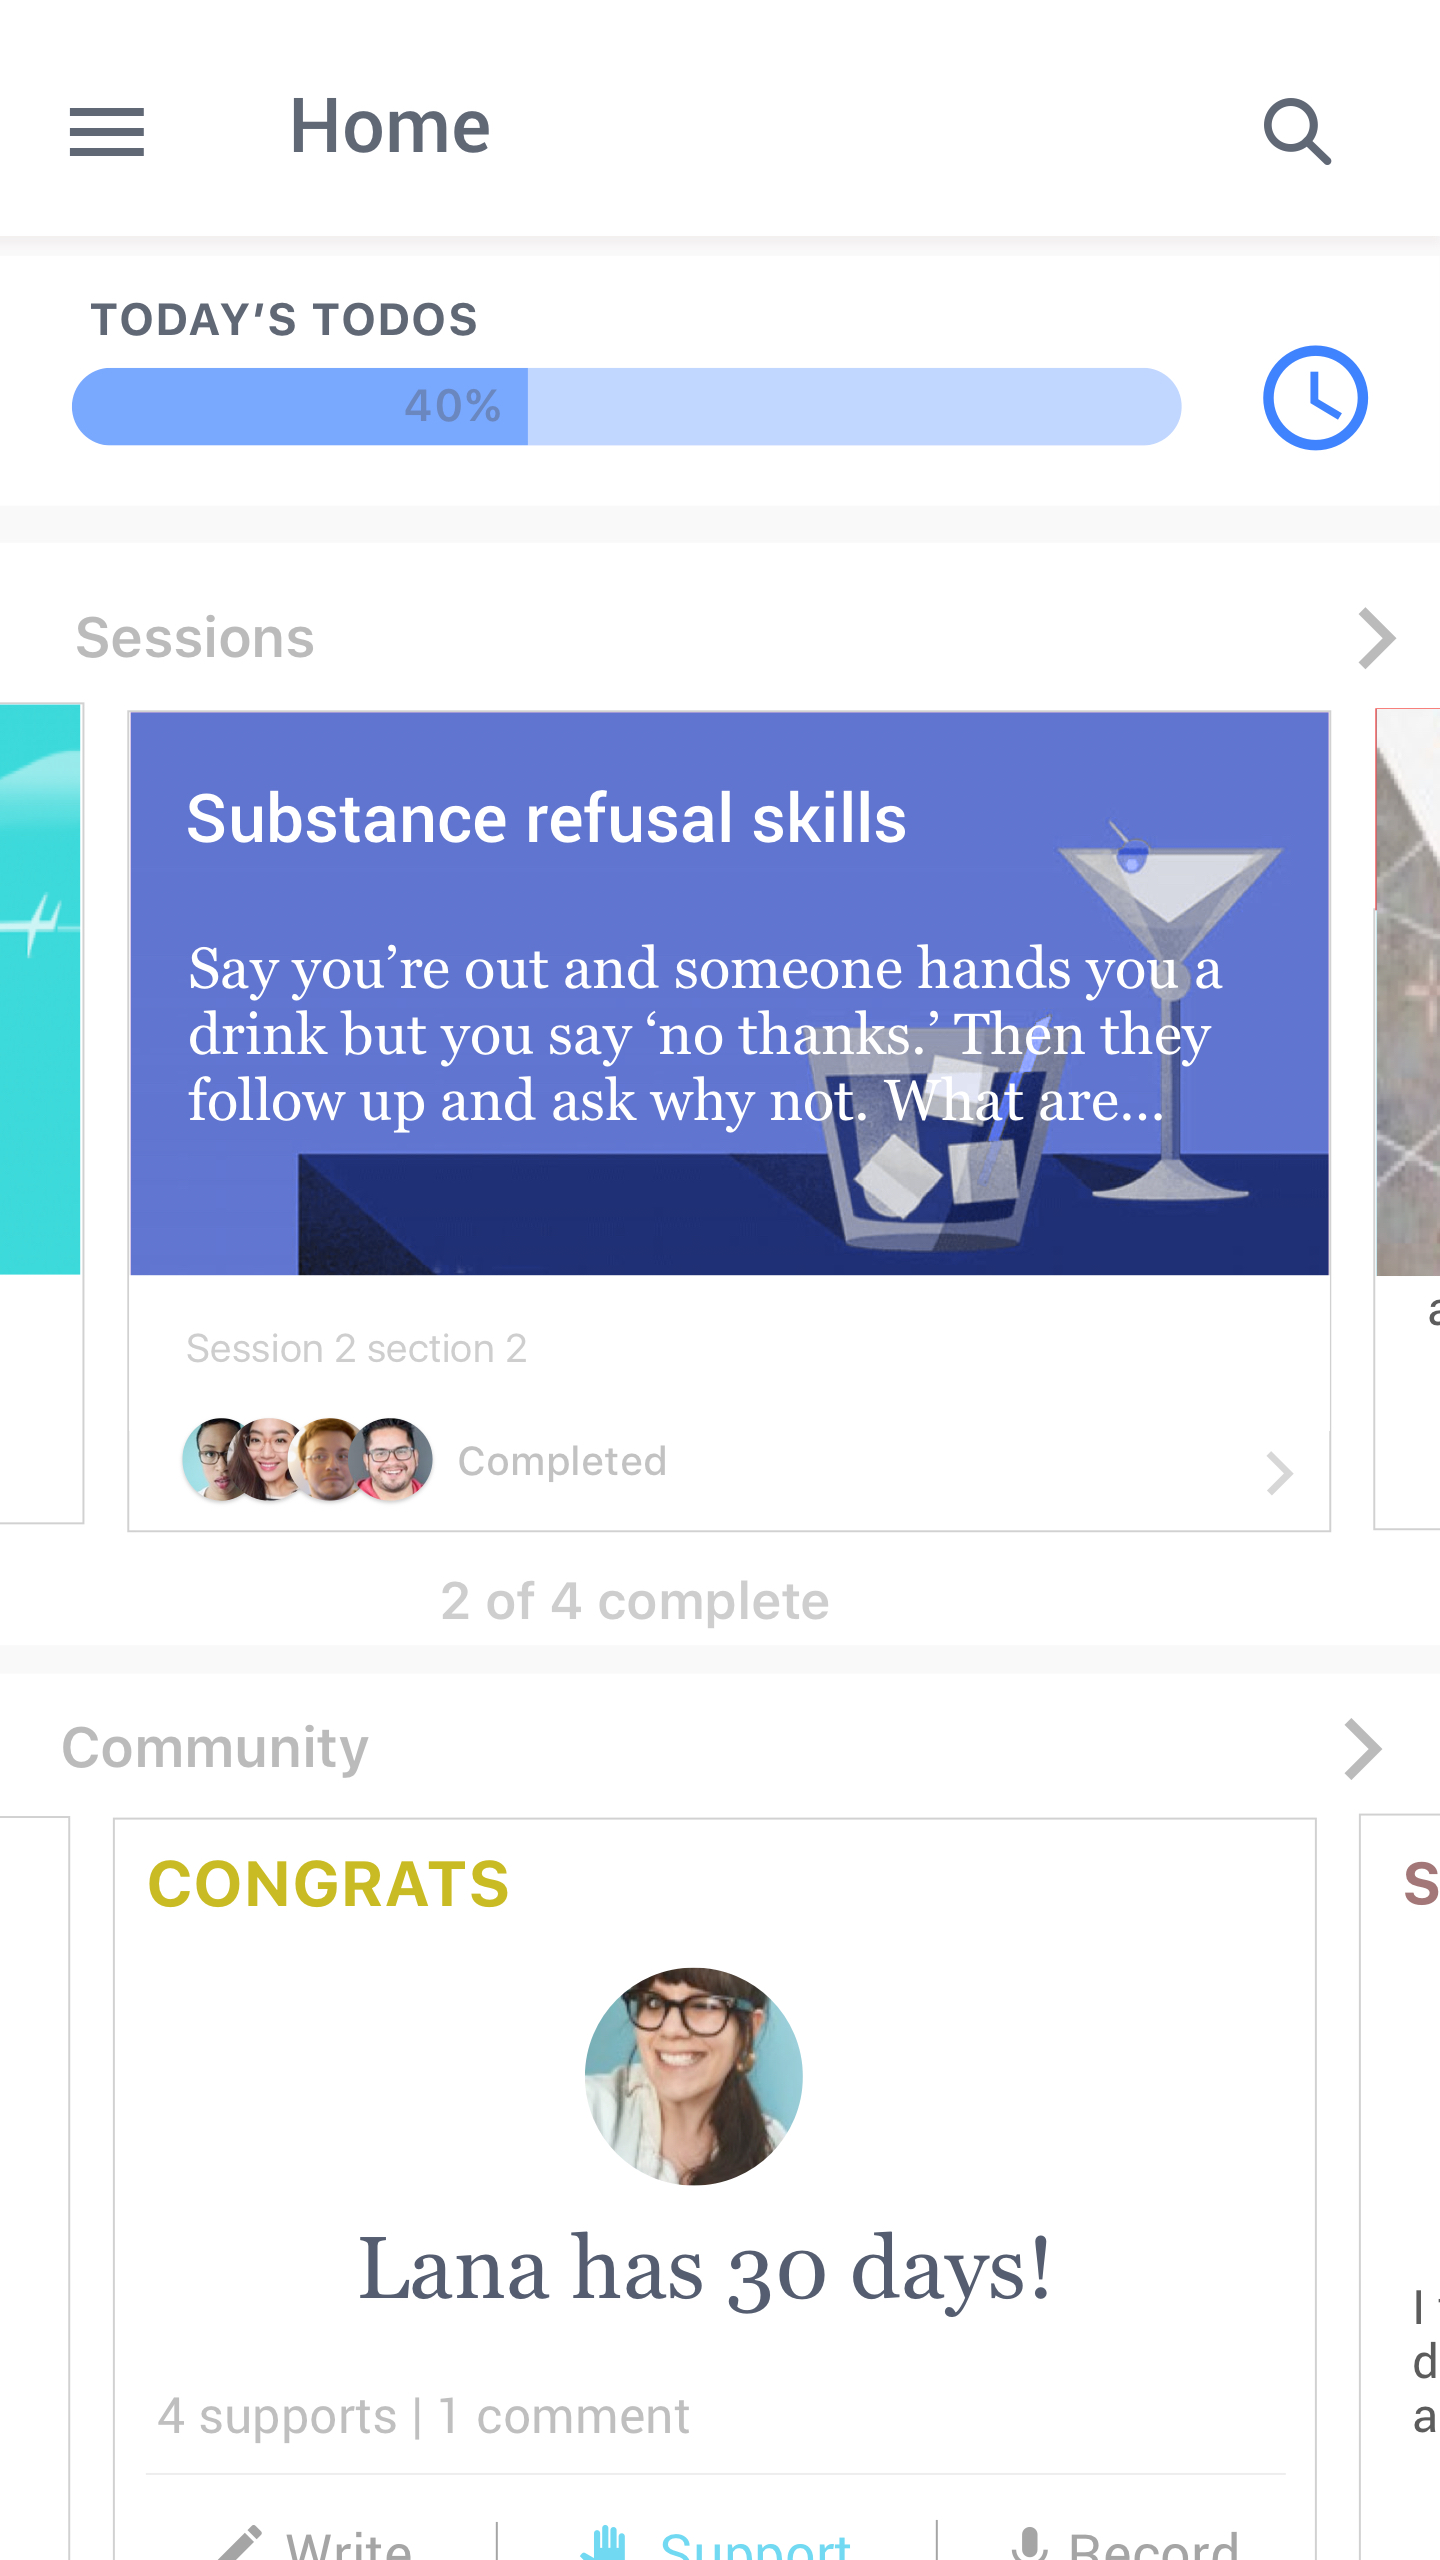 Home
TODAY’S TODOS
40%
Sessions
Substance refusal skills
Say you’re out and someone hands you a
drink but you say ‘no thanks.’ Then they
follow up and ask why not. What are...
Session 2 section 2
Completed
2 of 4 complete
Community
CONGRATS
Lana has 30 days!
4 supports | 1 comment
Write
Support
Record